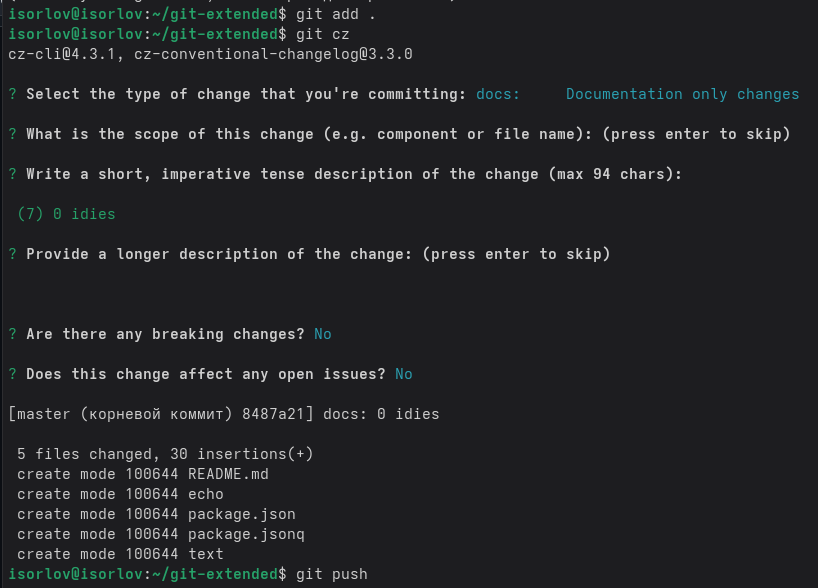 isorlov@isorlov:~/git-extended$ git add .
isorlov@isorlov:~/git-extended$ git cz
cz-cli@4.3.1, cz-conventional-changelog@3.3.0
? Select the type of change that you're committing: docs:     Documentation only changes
? What is the scope of this change (e.g. component or file name): (press enter to skip)
? Write a short, imperative tense description of the change (max 94 chars):
(7) 0 idies
? Provide a longer description of the change: (press enter to skip)
? Are there any breaking changes? No
? Does this change affect any open issues? No
[master (корневой коммит) 8487a21] docs: 0 idies
5 files changed, 30 insertions(+)
create mode 100644 README.md
create mode 100644 echo
create mode 100644 package.json
create mode 100644 package.jsonq
create mode 100644 text
isorlov@isorlov:~/git-extended$ git push